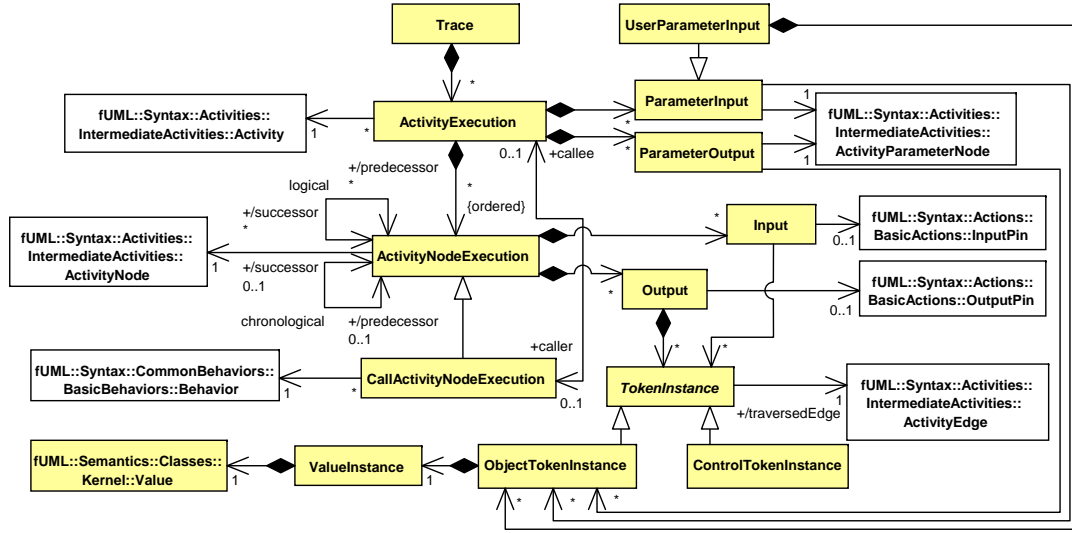 Trace
UserParameterInput
*
fUML::Syntax::Activities::
IntermediateActivities::Activity
1
*
ActivityExecution
*
ParameterInput
1
*
ParameterOutput
1
fUML::Syntax::Activities::
IntermediateActivities::
ActivityParameterNode
0..1
+callee
+/predecessor
*
logical
*
{ordered}
+/successor
*
fUML::Syntax::Activities::
IntermediateActivities::
ActivityNode
1
ActivityNodeExecution
*
Input
0..1
fUML::Syntax::Actions::
BasicActions::InputPin
+/successor
0..1
*
Output
0..1
fUML::Syntax::Actions::
BasicActions::OutputPin
chronological
+/predecessor
0..1
+caller
*
*
fUML::Syntax::CommonBehaviors::
BasicBehaviors::Behavior
1
*
CallActivityNodeExecution
0..1
TokenInstance
1
+/traversedEdge
fUML::Syntax::Activities::
IntermediateActivities::
ActivityEdge
fUML::Semantics::Classes::
Kernel::Value
1
ValueInstance
1
ObjectTokenInstance
ControlTokenInstance
*
*
*